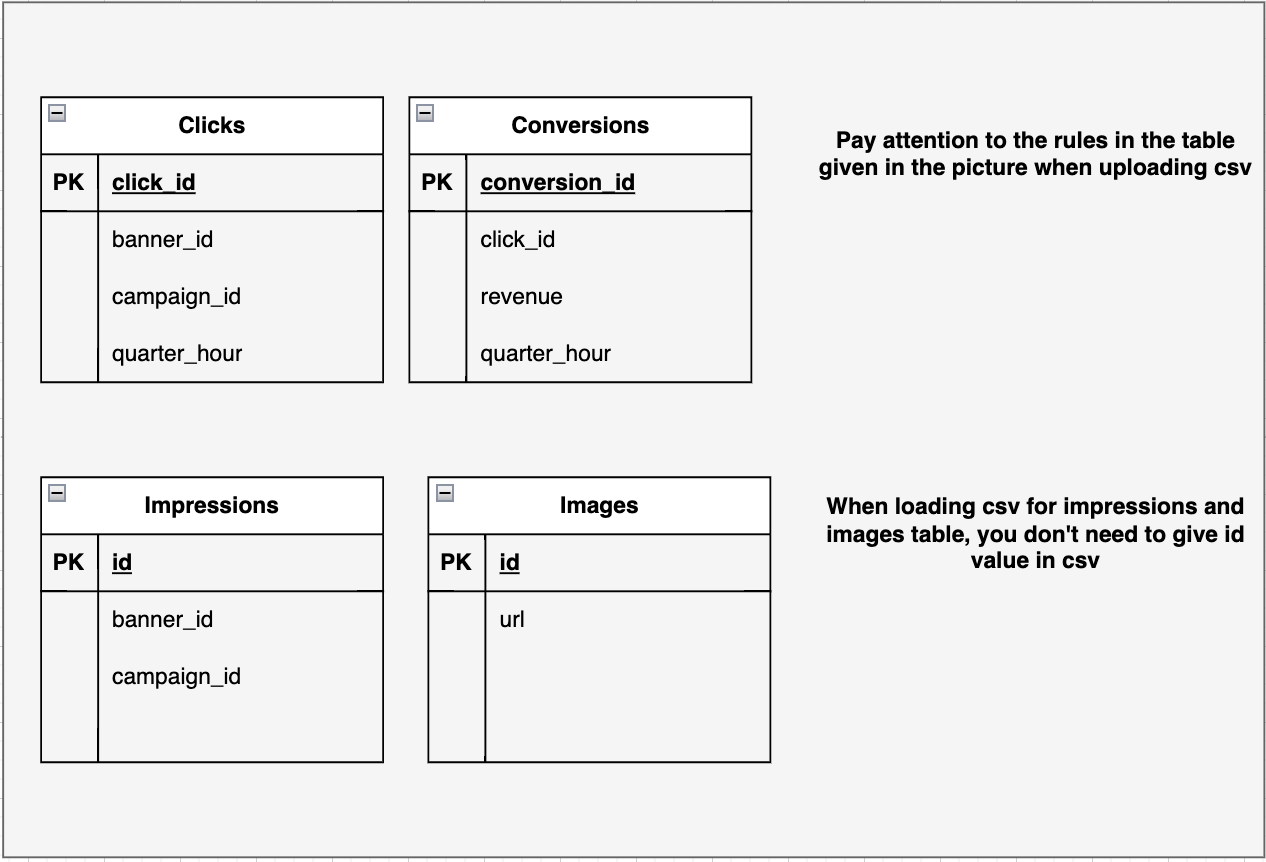 Clicks
PK click_id
banner_id
campaign_id
quarter_hour
Conversions
PK conversion_id
click_id
revenue
quarter_hour
Pay attention to the rules in the table
given in the picture when uploading csv
Impressions
PK id
banner_id
campaign_id
Images
PK id
url
When loading csv for impressions and
images table, you don't need to give id
value in csv